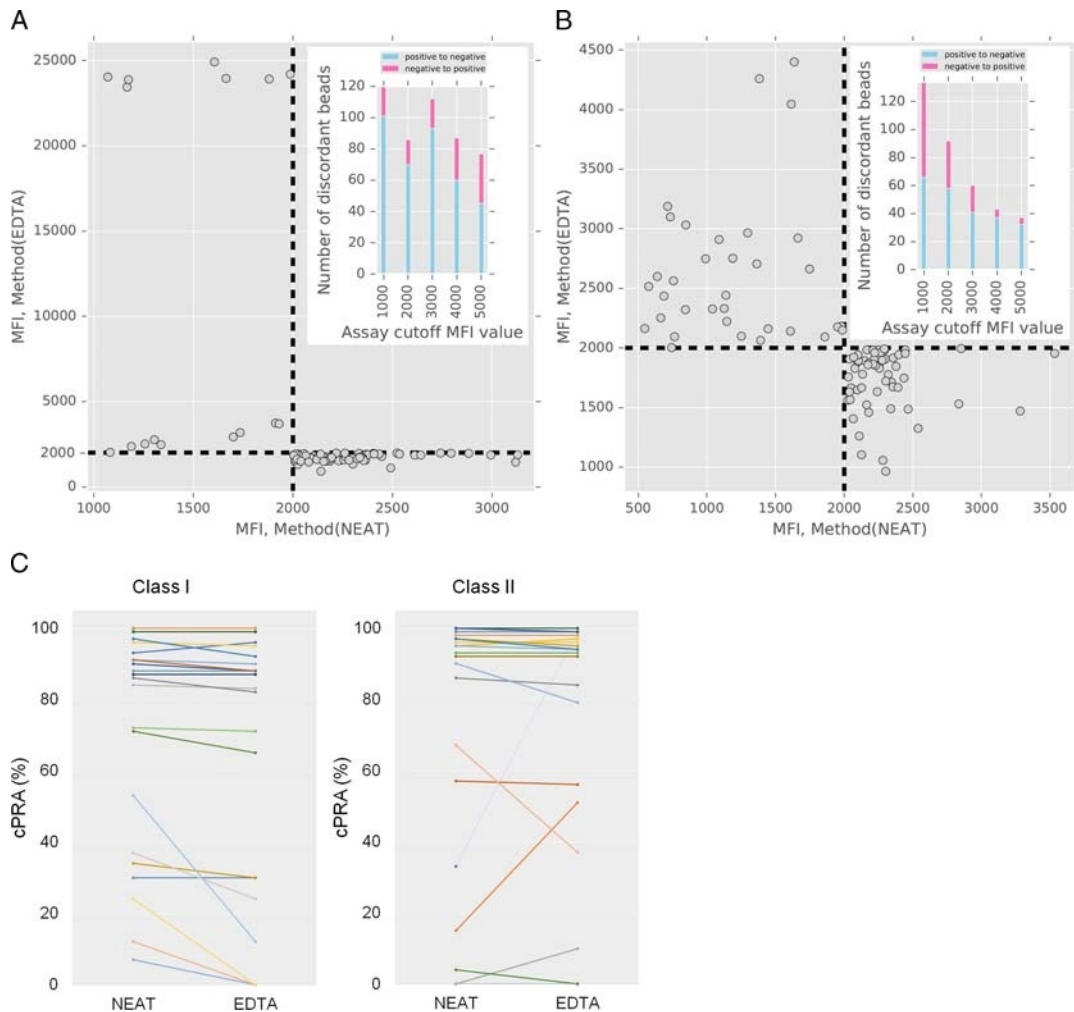 A
25000
20000
15000
10000
5000
2000
0
MFI, Method(EDTA)
1000
1500
2000
2500
3000
MFI, Method(NEAT)
positive to negative
negative to positive
120
100
80
60
40
20
0
Number of discordant beads
1000
2000
3000
4000
5000
Assay cutoff MFI value
B
4500
4000
3500
3000
2500
2000
1500
1000
MFI, Method(EDTA)
500
1000
1500
2000
2500
3000
3500
MFI, Method(NEAT)
positive to negative
negative to positive
120
100
80
60
40
20
0
Number of discordant beads
1000
2000
3000
4000
5000
Assay cutoff MFI value
C
Class I
100
80
60
40
20
0
cPRA (%)
NEAT
EDTA
Class II
100
80
60
40
20
0
cPRA (%)
NEAT
EDTA